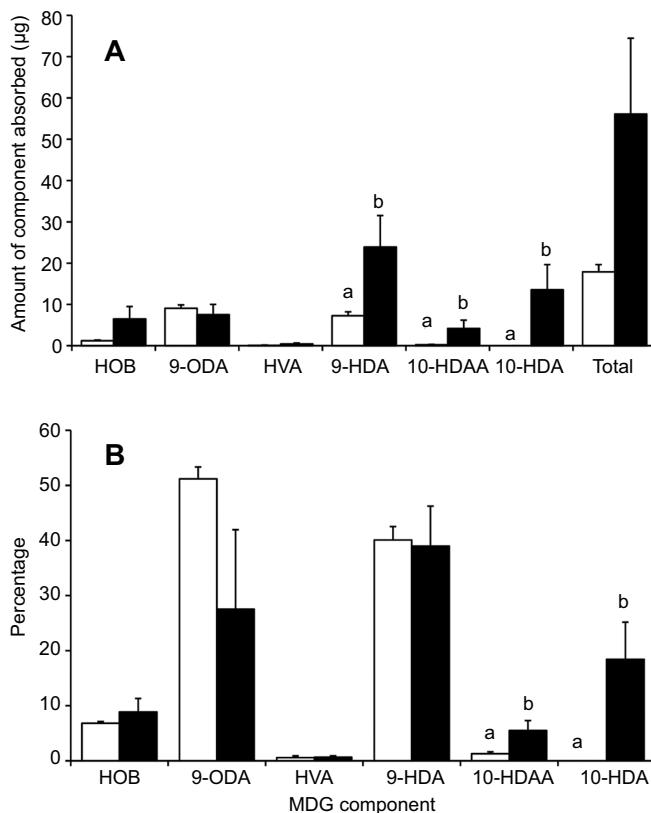 A
Amount of component absorbed (µg)
80
70
60
50
40
30
20
10
0
a
b
a
b
a
b
HOB 9-ODA HVA 9-HDA 10-HDAA 10-HDA Total
B
Percentage
60
50
40
30
20
10
0
a
b
a
b
HOB 9-ODA HVA 9-HDA 10-HDAA 10-HDA
MDG component